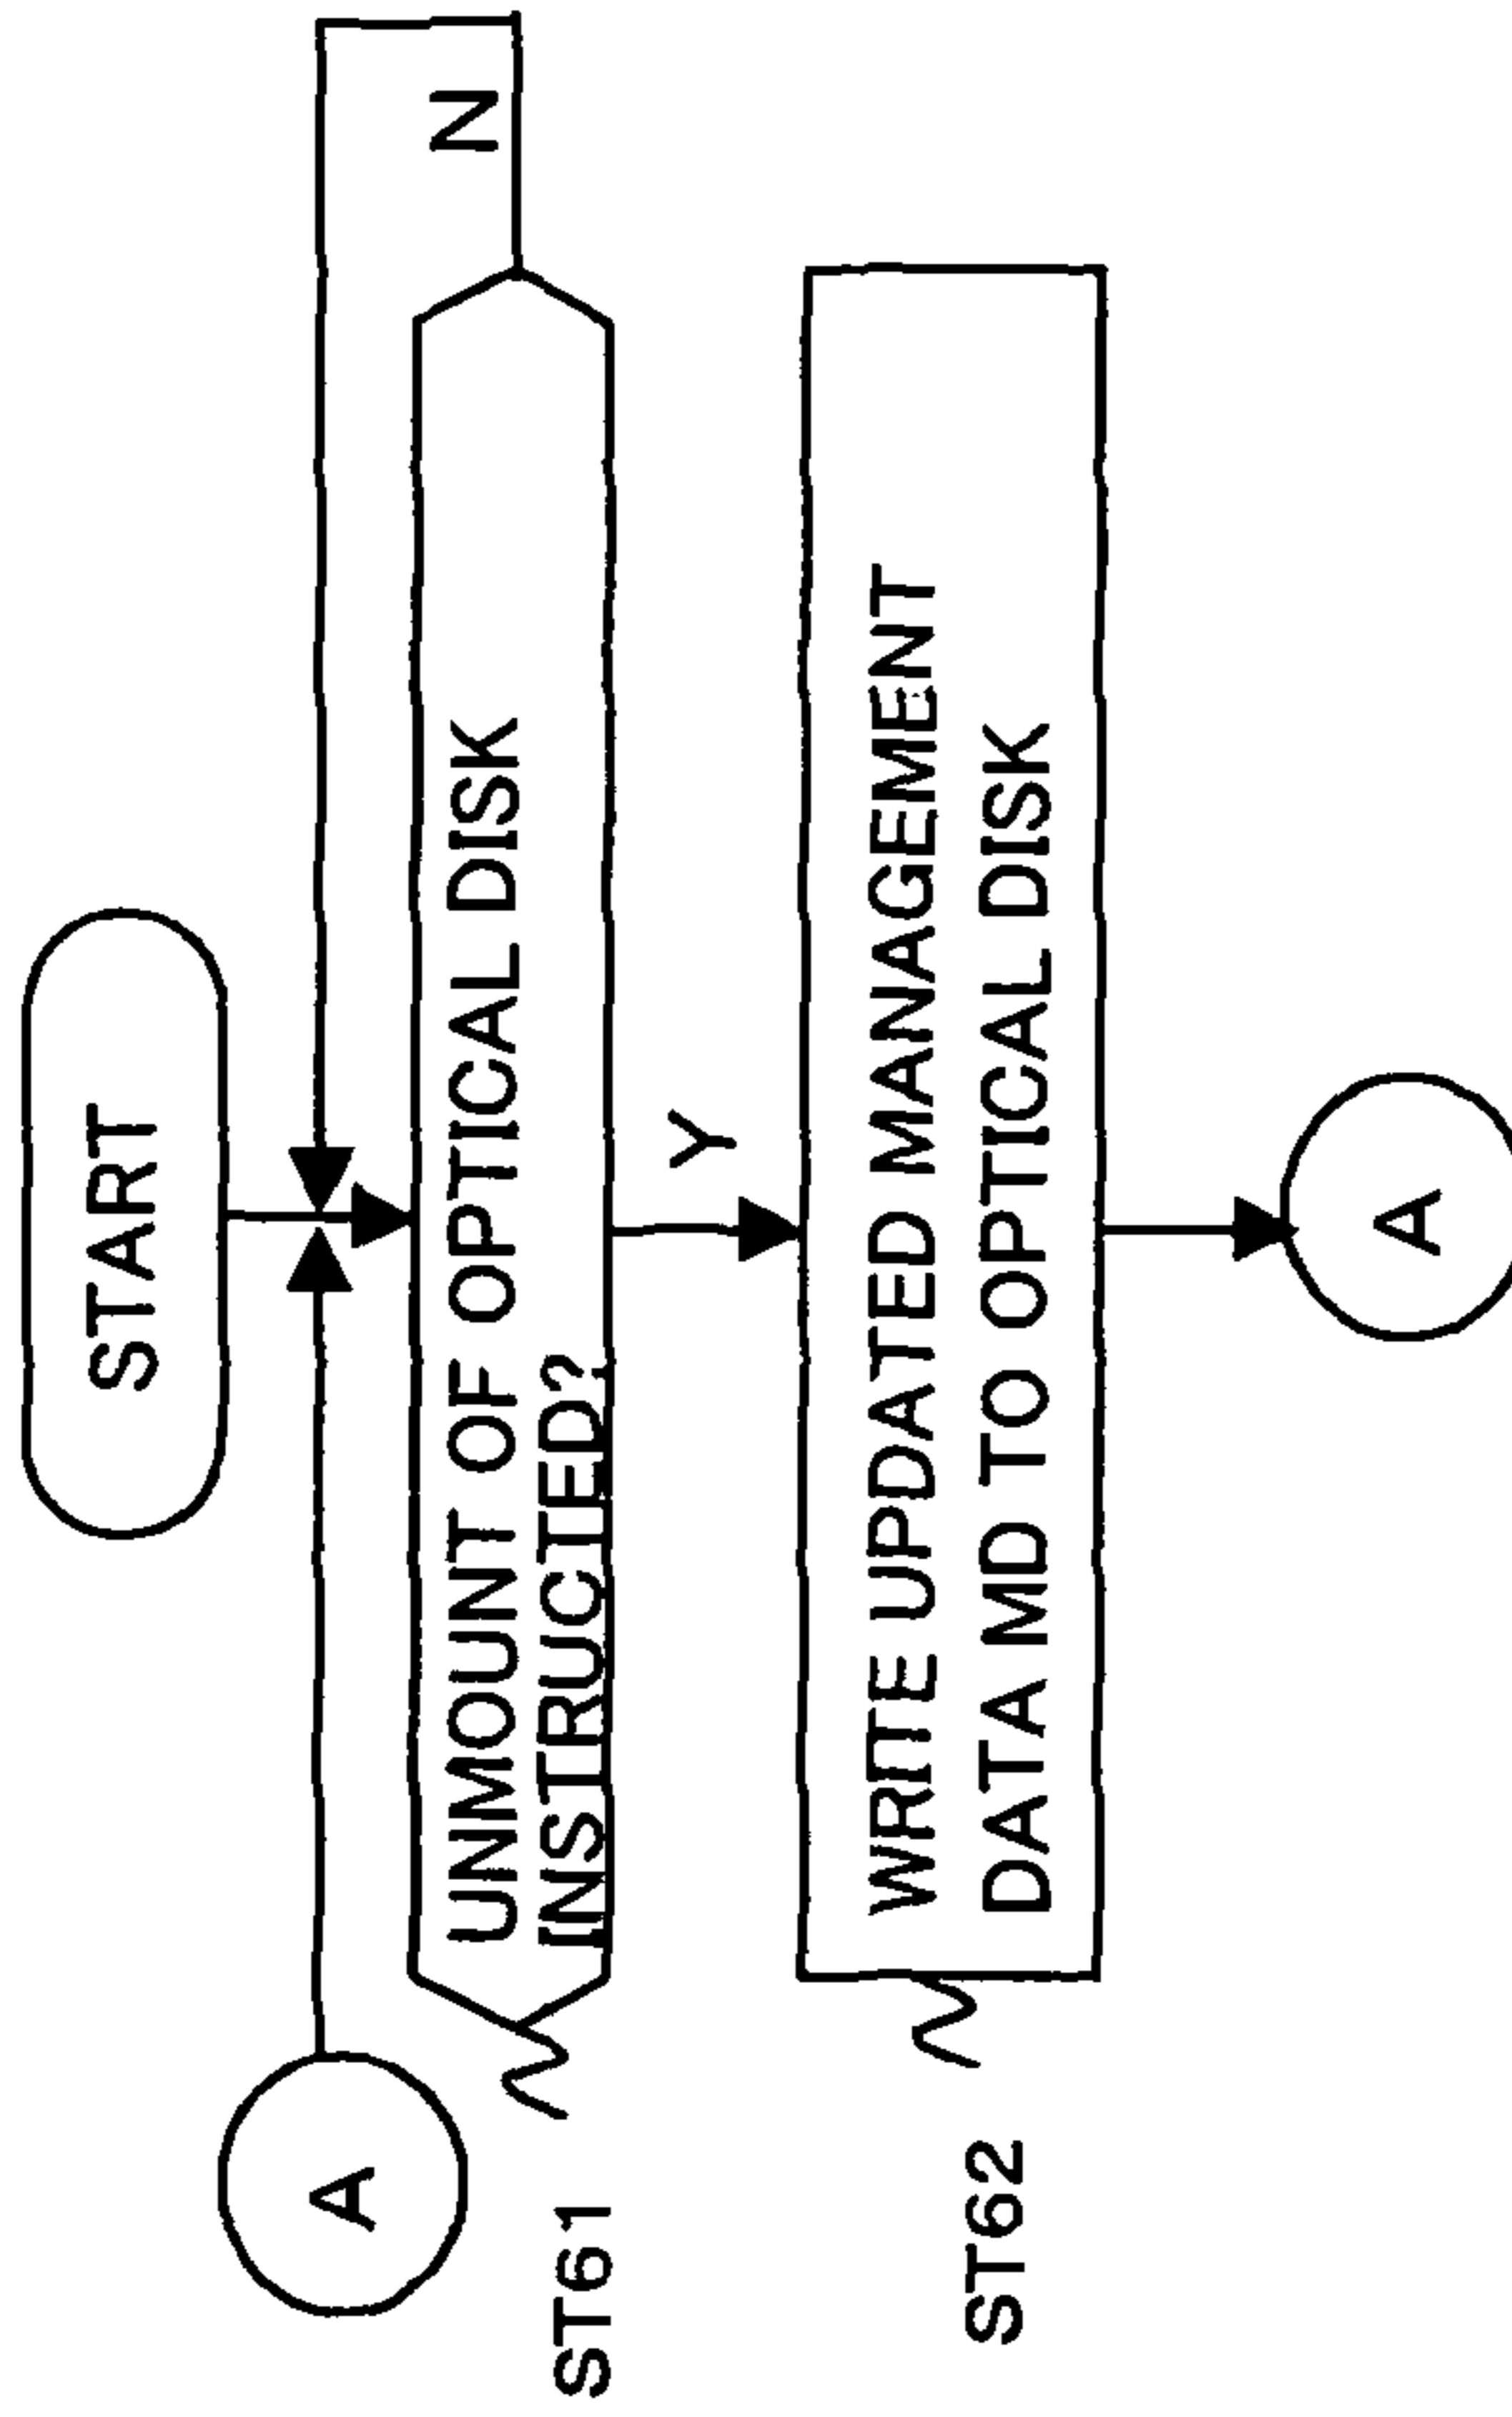 START
A
N
ST61
UNMOUNT OF OPTICAL DISK
INSTRUCTED?
Y
ST62
WRITE UPDATED MANAGEMENT
DATA MD TO OPTICAL DISK
A